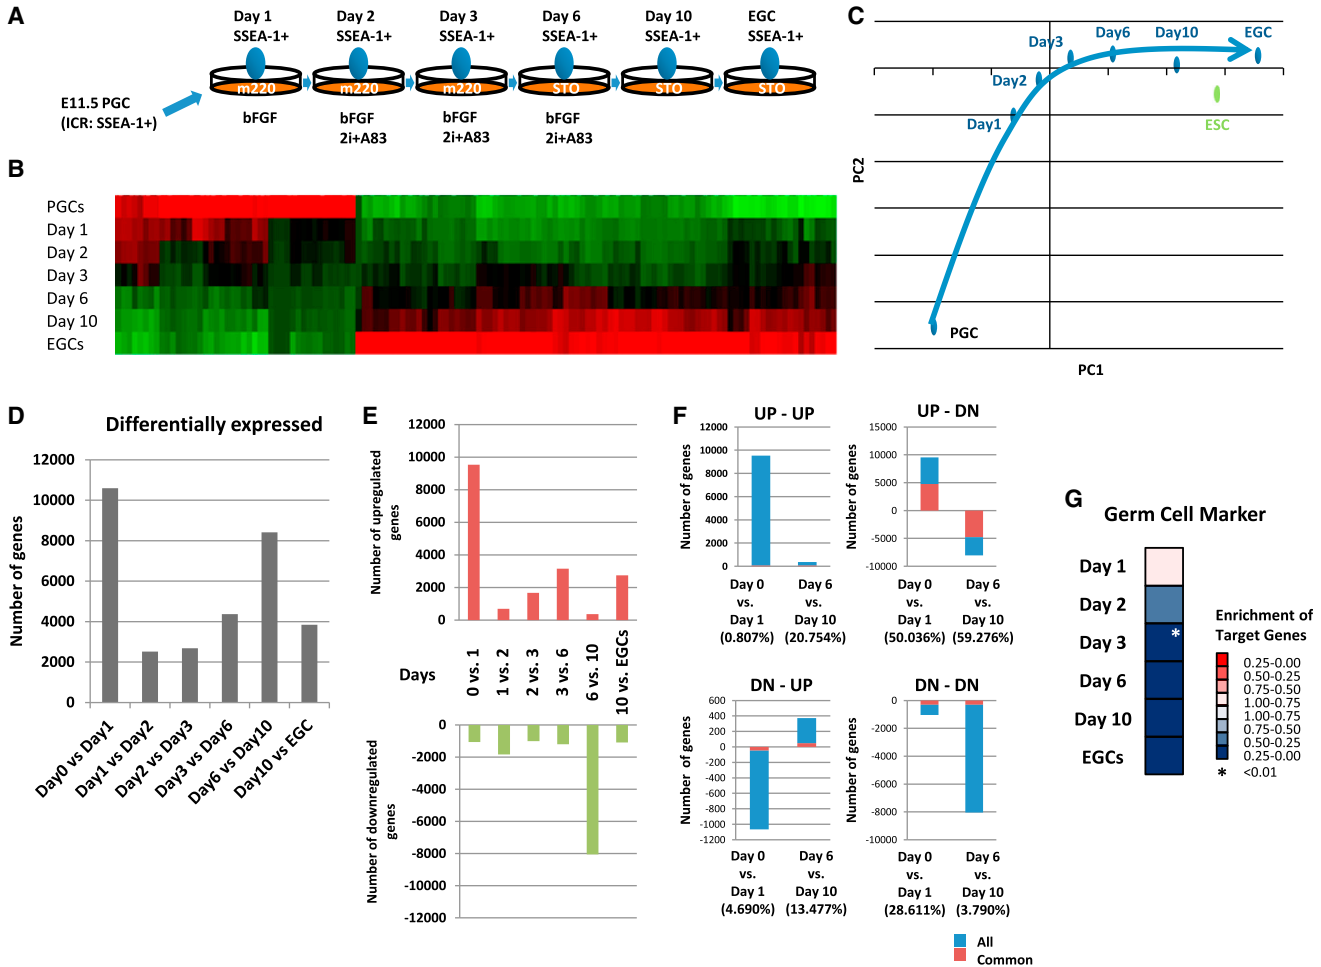 A
Day 1
SSEA-1+
Day 2
SSEA-1+
Day 3
SSEA-1+
Day 6
SSEA-1+
Day 10
SSEA-1+
EGC
SSEA-1+
m220
m220
m220
STO
STO
STO
E11.5 PGC
(ICR: SSEA-1+)
bFGF
bFGF
2i+A83
bFGF
2i+A83
bFGF
2i+A83
B
PGCs
Day 1
Day 2
Day 3
Day 6
Day 10
EGCs
C
Day3
Day6
Day10
EGC
Day2
Day1
ESC
PGC
PC2
PC1
D
Differentially expressed
Number of genes
12000
10000
8000
6000
4000
2000
0
Day0 vs Day1
Day1 vs Day2
Day2 vs Day3
Day3 vs Day6
Day6 vs Day10
Day10 vs EGC
E
Number of upregulated
genes
12000
10000
8000
6000
4000
2000
0
Days
0 vs. 1
1 vs. 2
2 vs. 3
3 vs. 6
6 vs. 10
10 vs. EGCs
Number of downregulated
genes
0
-2000
-4000
-6000
-8000
-10000
-12000
F
UP - UP
Number of genes
12000
10000
8000
6000
4000
2000
0
Day 0
vs.
Day 1
(0.807%)
Day 6
vs.
Day 10
(20.754%)
UP - DN
Number of genes
15000
10000
5000
0
-5000
-10000
Day 0
vs.
Day 1
(50.036%)
Day 6
vs.
Day 10
(59.276%)
DN - UP
Number of genes
600
400
200
0
-200
-400
-600
-800
-1000
-1200
Day 0
vs.
Day 1
(4.690%)
Day 6
vs.
Day 10
(13.477%)
DN - DN
Number of genes
0
-2000
-4000
-6000
-8000
-10000
Day 0
vs.
Day 1
(28.611%)
Day 6
vs.
Day 10
(3.790%)
All
Common
G
Germ Cell Marker
Day 1
Day 2
Day 3
*
Day 6
Day 10
EGCs
Enrichment of
Target Genes
0.25-0.00
0.50-0.25
0.75-0.50
1.00-0.75
0.75-0.50
0.50-0.25
0.25-0.00
* <0.01